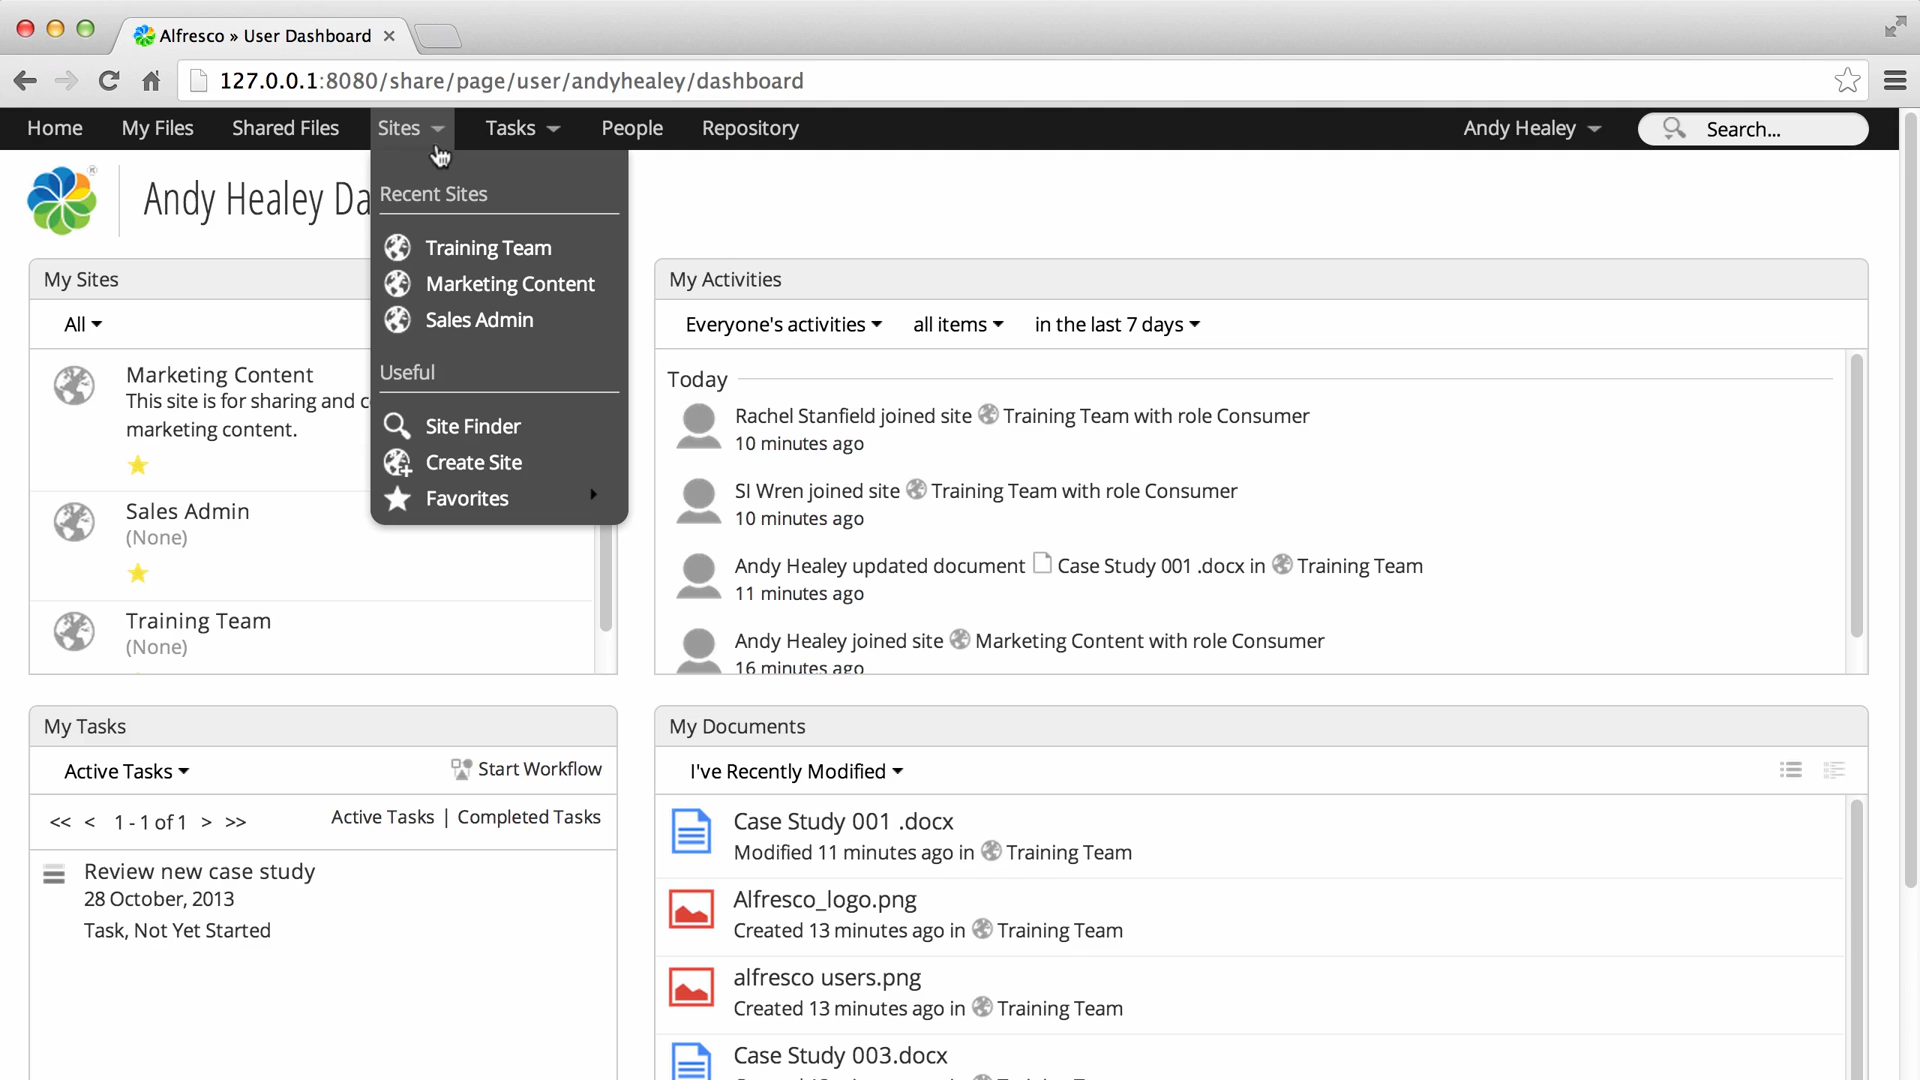 Alfresco » User Dashboard
127.0.0.1:8080/share/page/user/andyhealey/dashboard
Home My Files Shared Files Sites Tasks People Repository Andy Healey Search...
Andy Healey Da
Recent Sites
Training Team
Marketing Content
Sales Admin
Useful
Site Finder
Create Site
Favorites
My Sites
All
Marketing Content
This site is for sharing and c
marketing content.
Sales Admin
(None)
Training Team
(None)
My Activities
Everyone's activities all items in the last 7 days
Today
Rachel Stanfield joined site Training Team with role Consumer
10 minutes ago
SI Wren joined site Training Team with role Consumer
10 minutes ago
Andy Healey updated document Case Study 001 .docx in Training Team
11 minutes ago
Andy Healey joined site Marketing Content with role Consumer
16 minutes ago
My Tasks
Active Tasks Start Workflow
<< < 1 - 1 of 1 > >> Active Tasks | Completed Tasks
Review new case study
28 October, 2013
Task, Not Yet Started
My Documents
I've Recently Modified
Case Study 001 .docx
Modified 11 minutes ago in Training Team
Alfresco_logo.png
Created 13 minutes ago in Training Team
alfresco users.png
Created 13 minutes ago in Training Team
Case Study 003.docx